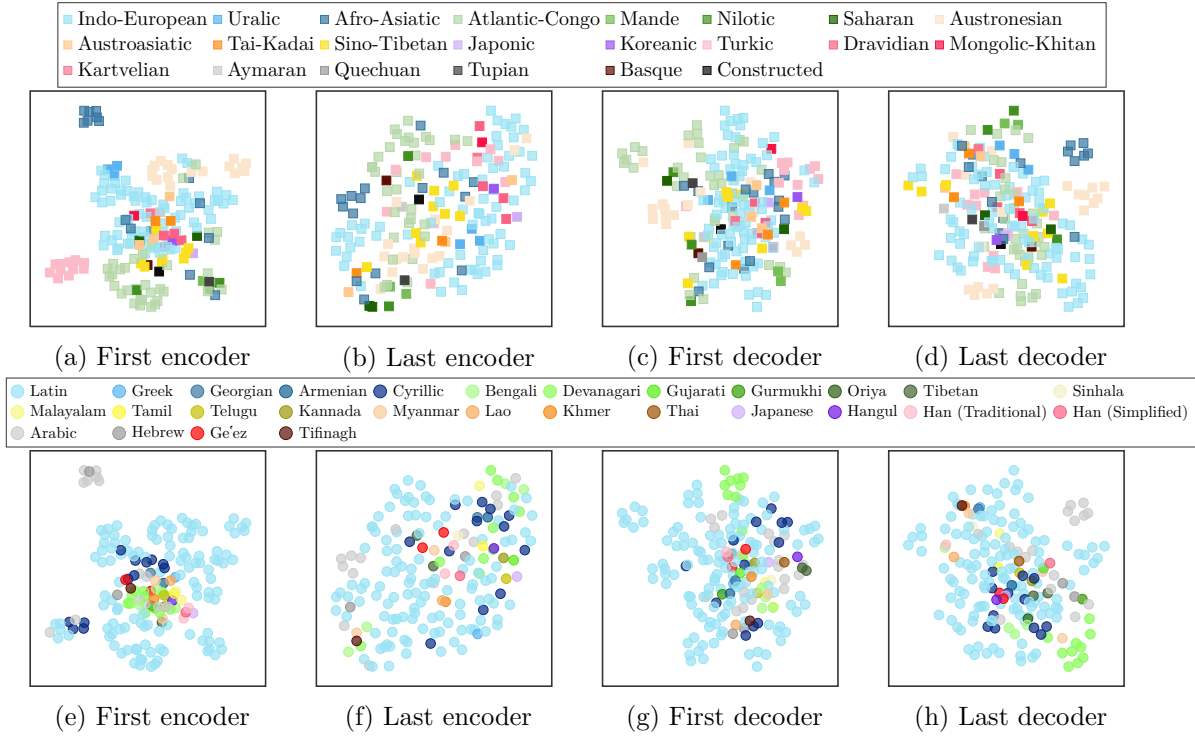 Indo-European Uralic Afro-Asiatic Atlantic-Congo Mande Nilotic Saharan Austronesian
Austroasiatic Tai-Kadai Sino-Tibetan Japonic Koreanic Turkic Dravidian Mongolic-Khitan
Kartvelian Aymaran Quechuan Tupian Basque Constructed
(a) First encoder (b) Last encoder (c) First decoder (d) Last decoder
Latin Greek Georgian Armenian Cyrillic Bengali Devanagari Gujarati Gurmukhi Oriya Tibetan Sinhala
Malayalam Tamil Telugu Kannada Myanmar Lao Khmer Thai Japanese Hangul Han (Traditional) Han (Simplified)
Arabic Hebrew Geʽez Tifinagh
(e) First encoder (f) Last encoder (g) First decoder (h) Last decoder